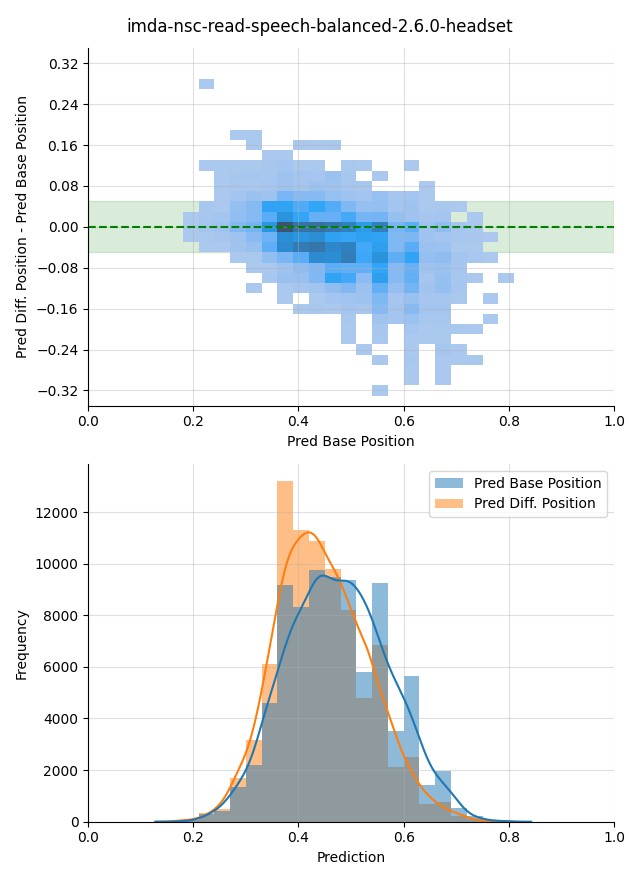 imda-nsc-read-speech-balanced-2.6.0-headset
0.32
0.24
0.16
0.08
0.00
−0.08
−0.16
−0.24
−0.32
Pred Diff. Position - Pred Base Position
0.0 0.2 0.4 0.6 0.8 1.0
Pred Base Position
Pred Base Position
Pred Diff. Position
12000
10000
8000
6000
4000
2000
0
Frequency
0.0 0.2 0.4 0.6 0.8 1.0
Prediction